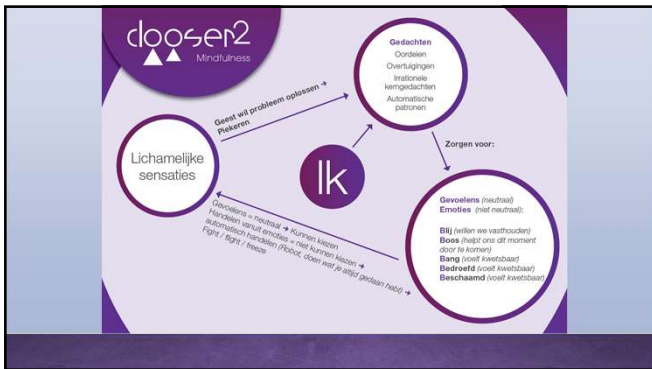 clooser2
Mindfulness
Gedachten
Oordelen
Overtuigingen
Irrationele
kerngedachten
Automatische
patronen
Geest wil probleem oplossen →
Piekeren
Zorgen voor:
Lichamelijke
sensaties
Ik
Gevoelens (neutraal)
Emoties (niet neutraal):
Blij (willen we vasthouden)
Boos (helpt ons dit moment
door te komen)
Bang (voelt kwetsbaar)
Bedroefd (voelt kwetsbaar)
Beschaamd (voelt kwetsbaar)
Gevoelens = neutraal → Kunnen kiezen
Handelen vanuit emoties = niet kunnen kiezen →
automatisch handelen (Robot, doen wat je altijd gedaan hebt) →
Fight / flight / freeze